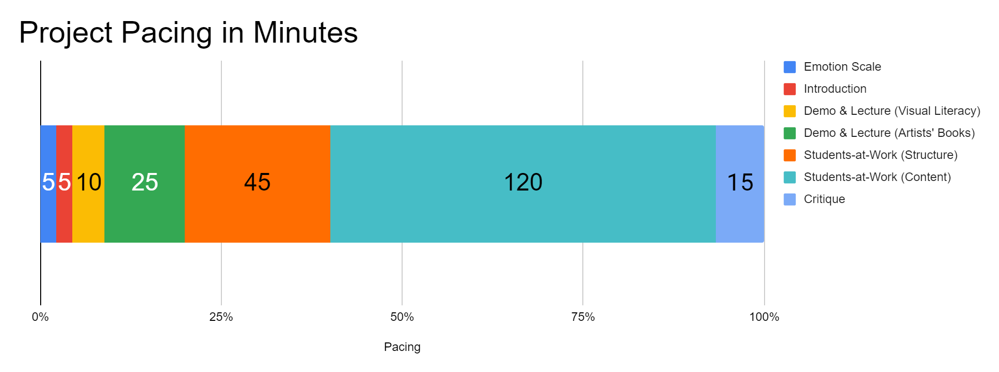 Project Pacing in Minutes
Emotion Scale
Introduction
Demo & Lecture (Visual Literacy)
Demo & Lecture (Artists' Books)
Students-at-Work (Structure)
Students-at-Work (Content)
Critique
5 5 10 25 45 120 15
0% 25% 50% 75% 100%
Pacing